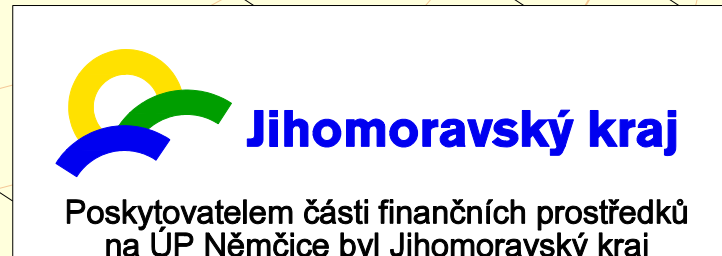 Jihomoravský kraj
Poskytovatelem části finančních prostředků
na ÚP Němčice byl Jihomoravský kraj